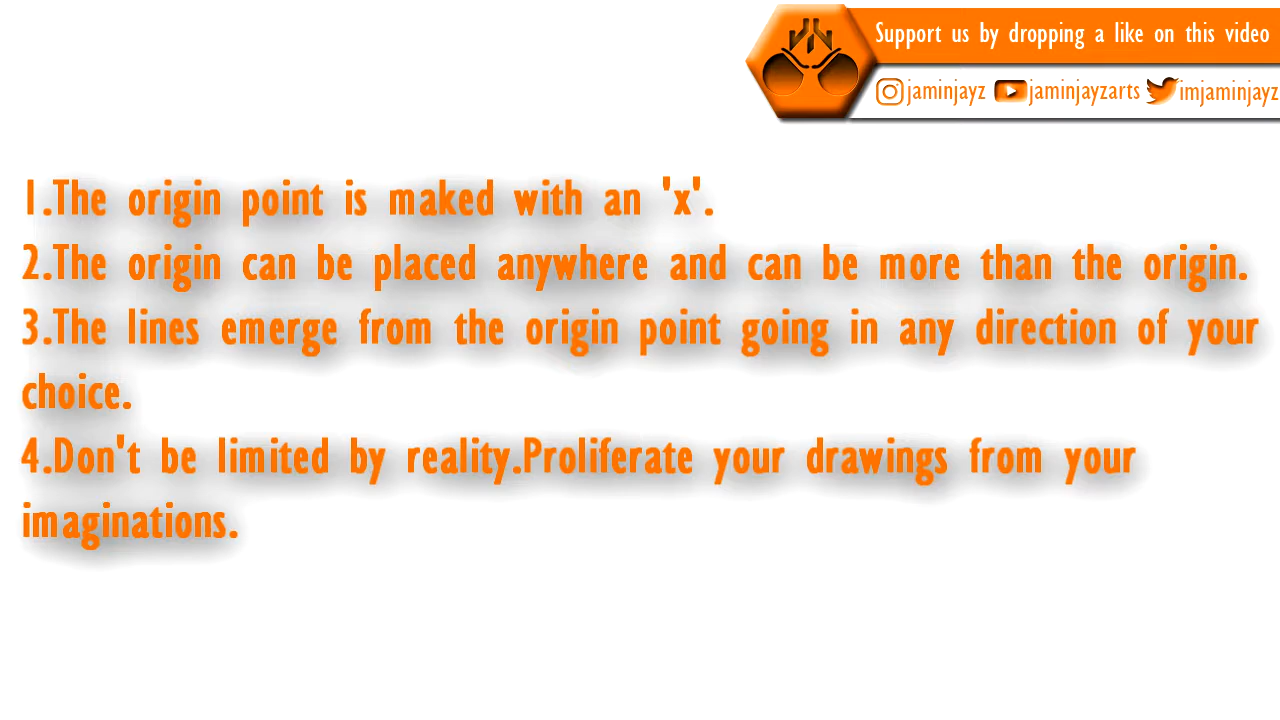 Support us by dropping a like on this video
jaminjayz jaminjayzarts imjaminjayz
1.The origin point is maked with an 'x'.
2.The origin can be placed anywhere and can be more than the origin.
3.The lines emerge from the origin point going in any direction of your
choice.
4.Don't be limited by reality.Proliferate your drawings from your
imaginations.